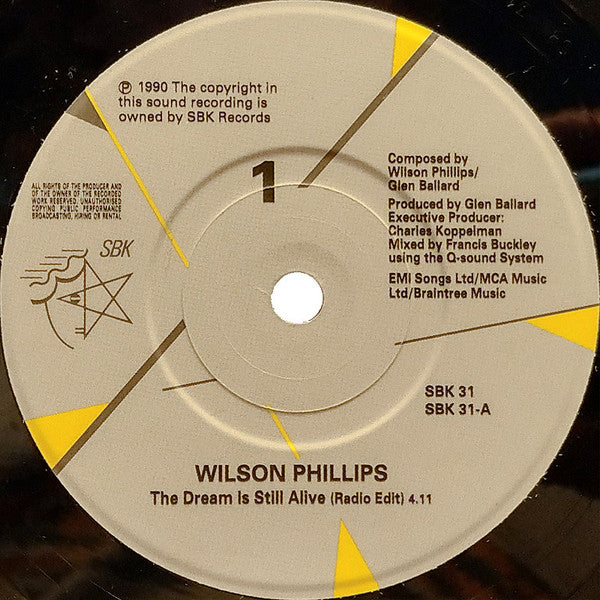 ℗ 1990 The copyright in
this sound recording is
owned by SBK Records
1
ALL RIGHTS OF THE PRODUCER AND
OF THE OWNER OF THE RECORDED
WORK RESERVED. UNAUTHORISED
COPYING, PUBLIC PERFORMANCE
BROADCASTING, HIRING OR RENTAL
SBK
Composed by
Wilson Phillips/
Glen Ballard
Produced by Glen Ballard
Executive Producer:
Charles Koppelman
Mixed by Francis Buckley
using the Q-sound System
EMI Songs Ltd/MCA Music
Ltd/Braintree Music
SBK 31
SBK 31-A
WILSON PHILLIPS
The Dream Is Still Alive (Radio Edit) 4.11